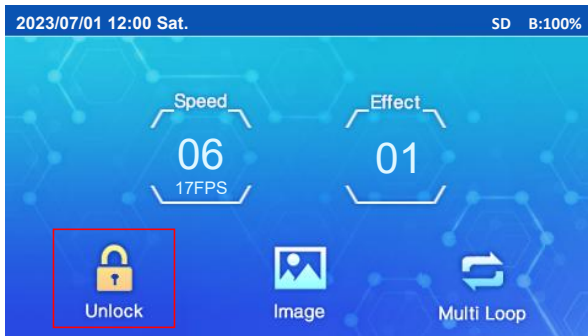 2023/07/01 12:00 Sat. SD B:100%
Speed Effect
06 01
17FPS
Unlock Image Multi Loop